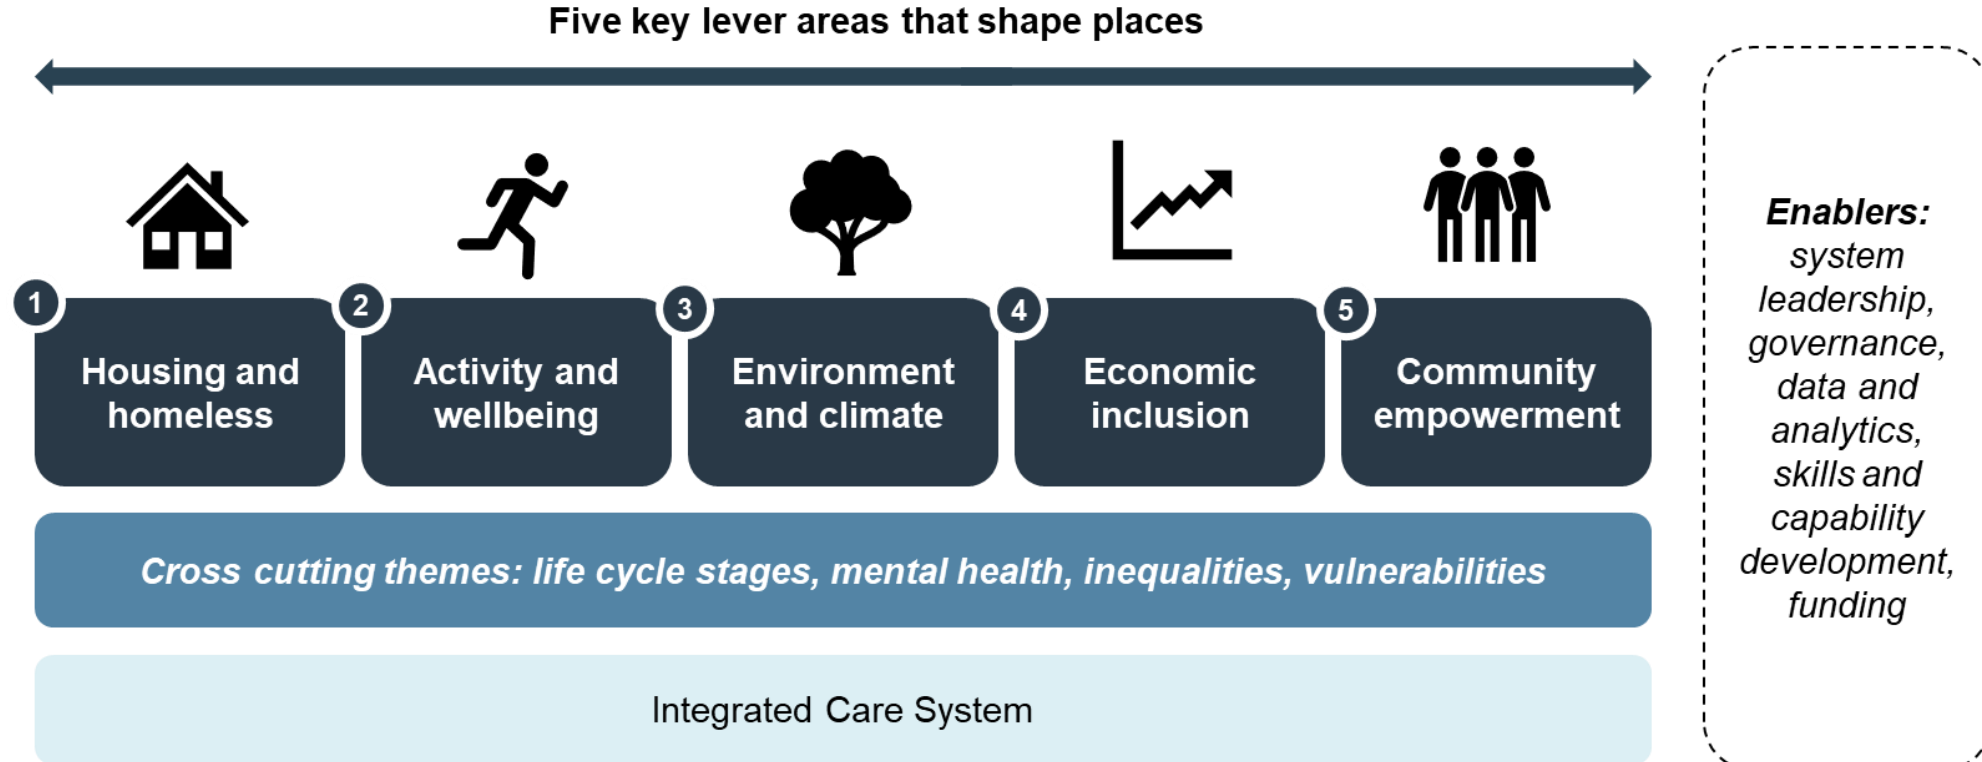 Five key lever areas that shape places
1
Housing and
homeless
2
Activity and
wellbeing
3
Environment
and climate
4
Economic
inclusion
5
Community
empowerment
Cross cutting themes: life cycle stages, mental health, inequalities, vulnerabilities
Integrated Care System
Enablers:
system
leadership,
governance,
data and
analytics,
skills and
capability
development,
funding